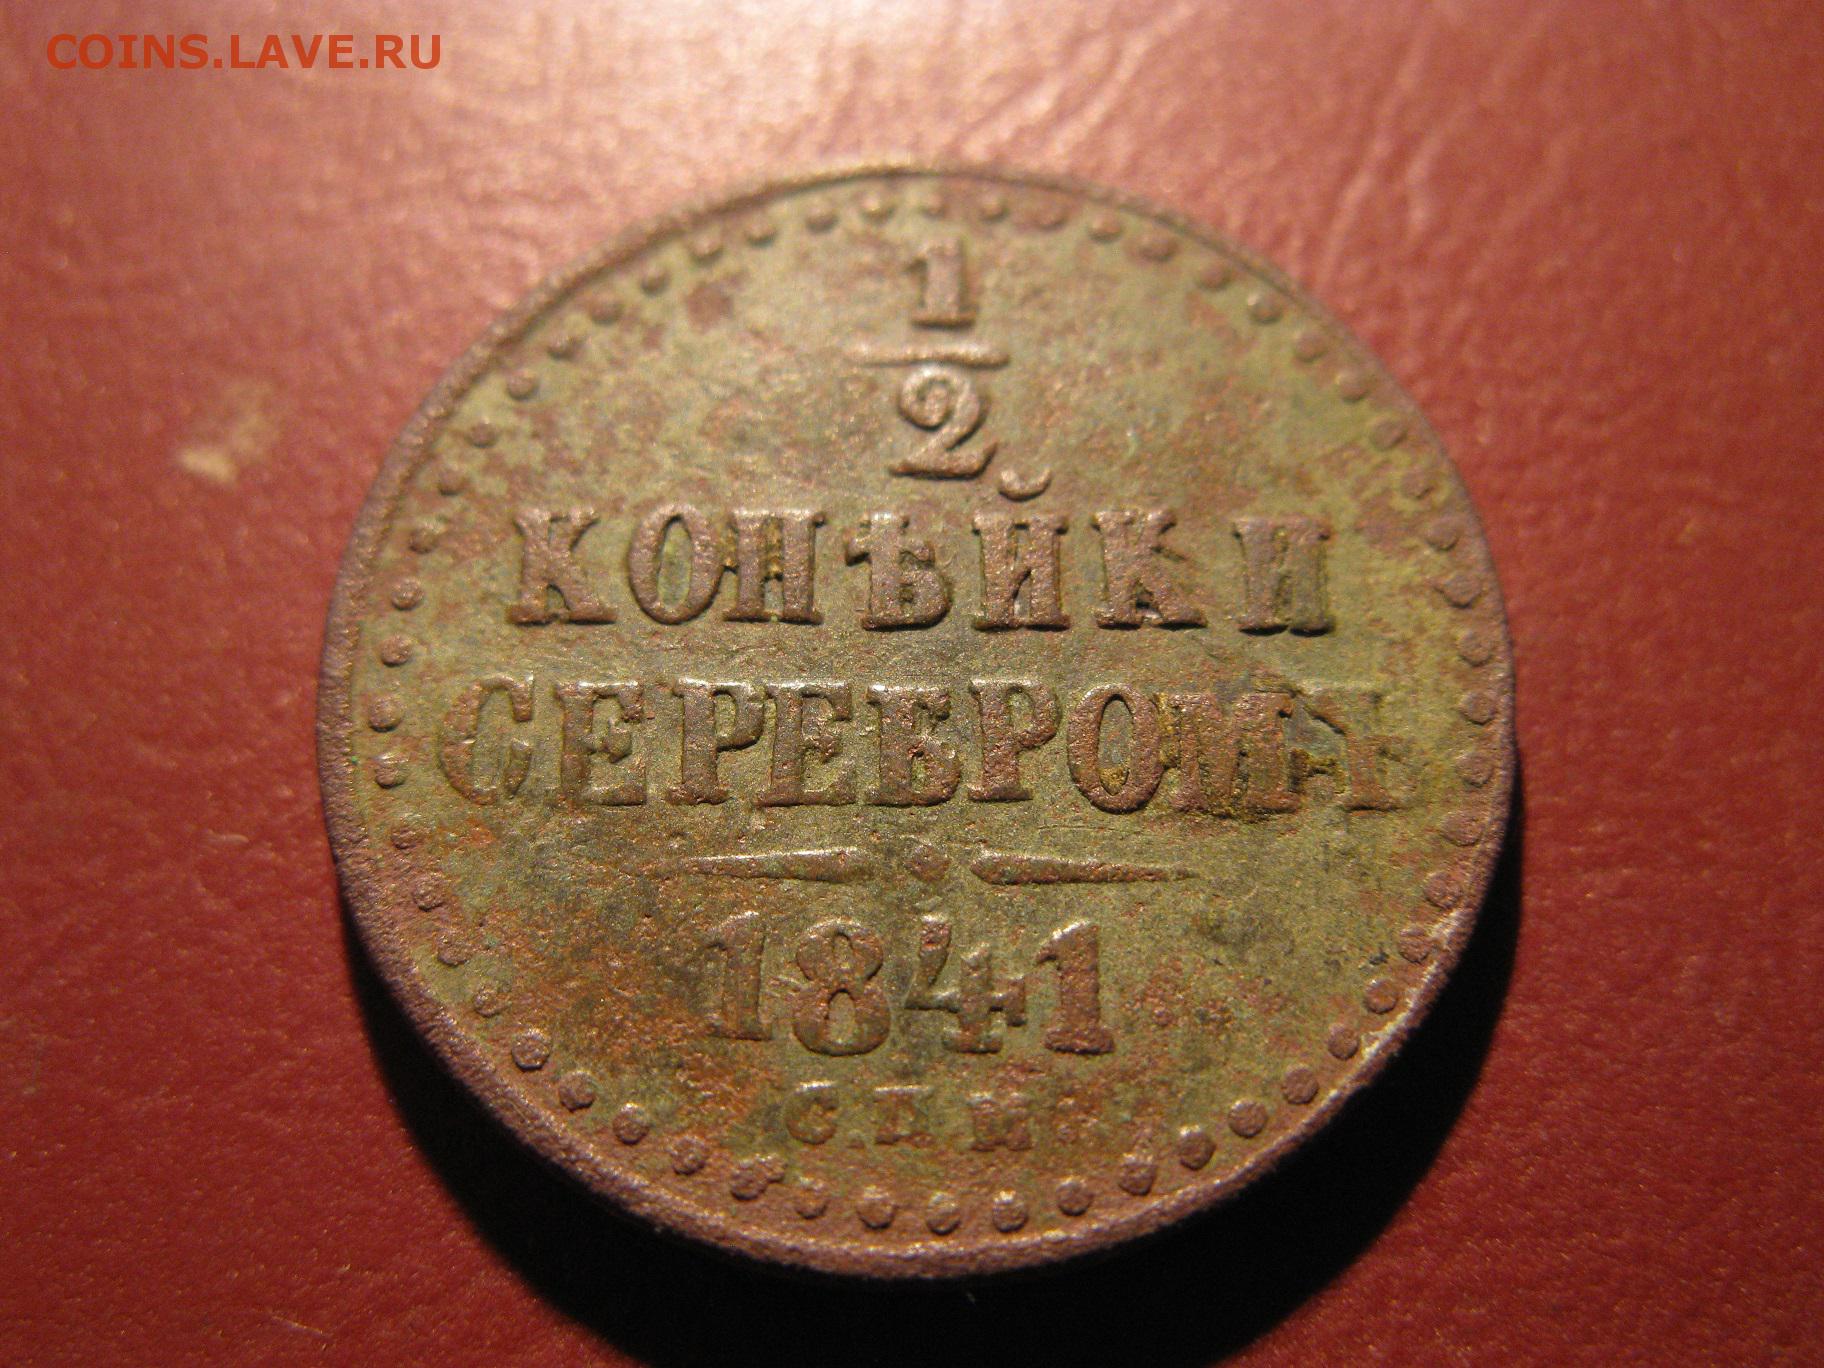 COINS.LAVE.RU
1
2
КОПѢЙКИ
СЕРЕБРОМЪ
1841
СПМ